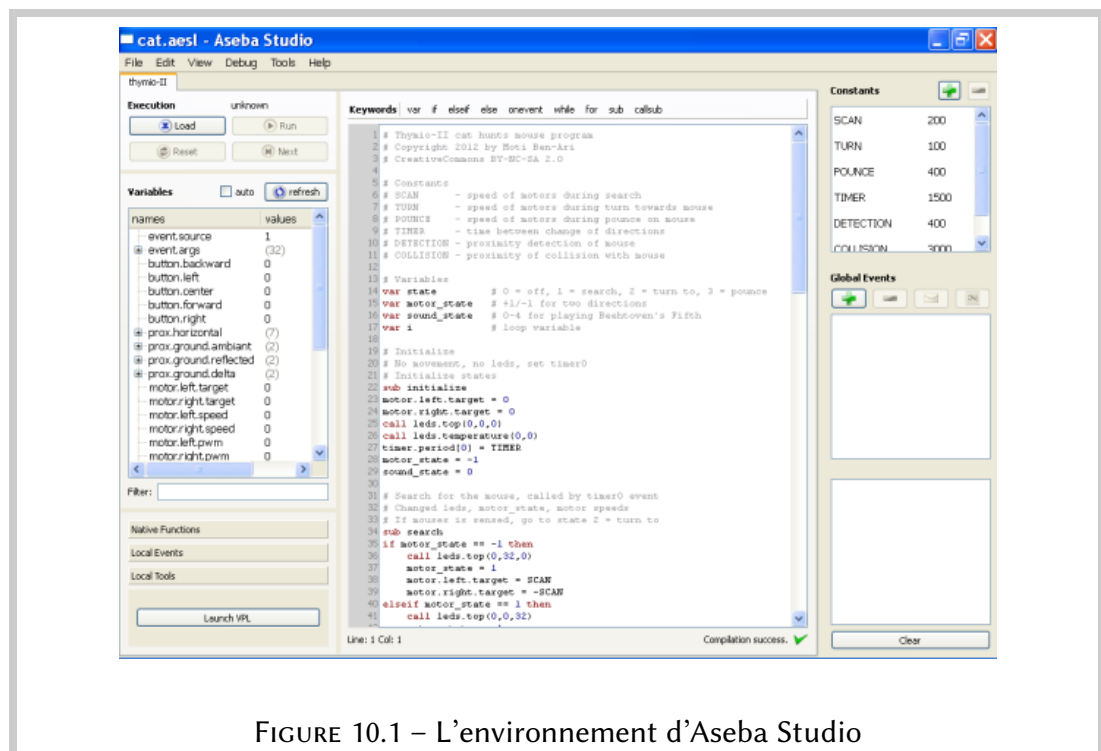 cat.aesl - Aseba Studio
File Edit View Debug Tools Help
thymio-II
Execution unknown
Load Run
Reset Next
Variables auto refresh
names values
event.source 1
event.args (32)
button.backward 0
button.left 0
button.center 0
button.forward 0
button.right 0
prox.horizontal (7)
prox.ground.ambiant (2)
prox.ground.reflected (2)
prox.ground.delta (2)
motor.left.target 0
motor.right.target 0
motor.left.speed 0
motor.right.speed 0
motor.left.pwm 0
motor.right.pwm 0
Filter:
Native Functions
Local Events
Local Tools
Launch VPL
Keywords var if elseif else onevent while for sub callsub
1 # Thymio-II cat hunts mouse program
2 # Copyright 2012 by Moti Ben-Ari
3 # CreativeCommons BY-NC-SA 2.0
4
5 # Constants
6 # SCAN - speed of motors during search
7 # TURN - speed of motors during turn towards mouse
8 # POUNCE - speed of motors during pounce on mouse
9 # TIMER - time between change of directions
10 # DETECTION - proximity detection of mouse
11 # COLLISION - proximity of collision with mouse
12
13 # Variables
14 var state # 0 = off, 1 = search, 2 = turn to, 3 = pounce
15 var motor_state # +1/-1 for two directions
16 var sound_state # 0-4 for playing Beehtoven's Fifth
17 var i # loop variable
18
19 # Initialize
20 # No movement, no leds, set timer0
21 # Initialize states
22 sub initialize
23 motor.left.target = 0
24 motor.right.target = 0
25 call leds.top(0,0,0)
26 call leds.temperature(0,0)
27 timer.period[0] = TIMER
28 motor_state = -1
29 sound_state = 0
30
31 # Search for the mouse, called by timer0 event
32 # Changed leds, motor_state, motor speeds
33 # If mouses is sensed, go to state 2 = turn to
34 sub search
35 if motor_state == -1 then
36 call leds.top(0,32,0)
37 motor_state = 1
38 motor.left.target = SCAN
39 motor.right.target = -SCAN
40 elseif motor_state == 1 then
41 call leds.top(0,0,32)
Line: 1 Col: 1 Compilation success.
Constants
SCAN 200
TURN 100
POUNCE 400
TIMER 1500
DETECTION 400
COLLISION 3000
Global Events
Clear
FIGURE 10.1 – L'environnement d'Aseba Studio